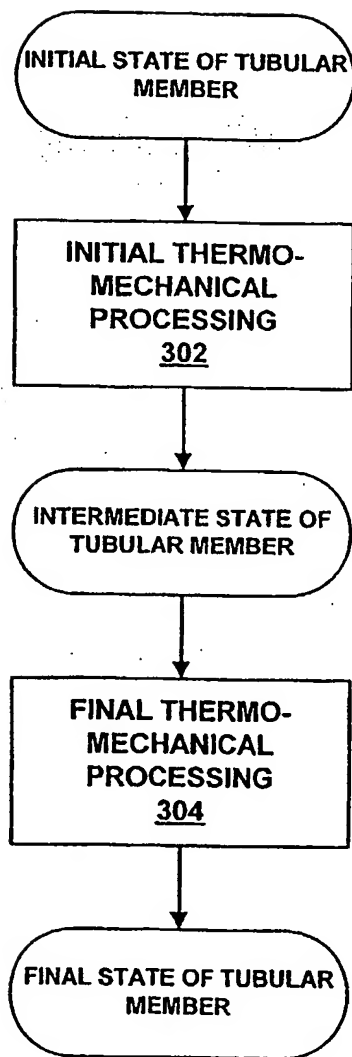 INITIAL STATE OF TUBULAR
MEMBER
INITIAL THERMO-
MECHANICAL
PROCESSING
302
INTERMEDIATE STATE OF
TUBULAR MEMBER
FINAL THERMO-
MECHANICAL
PROCESSING
304
FINAL STATE OF TUBULAR
MEMBER